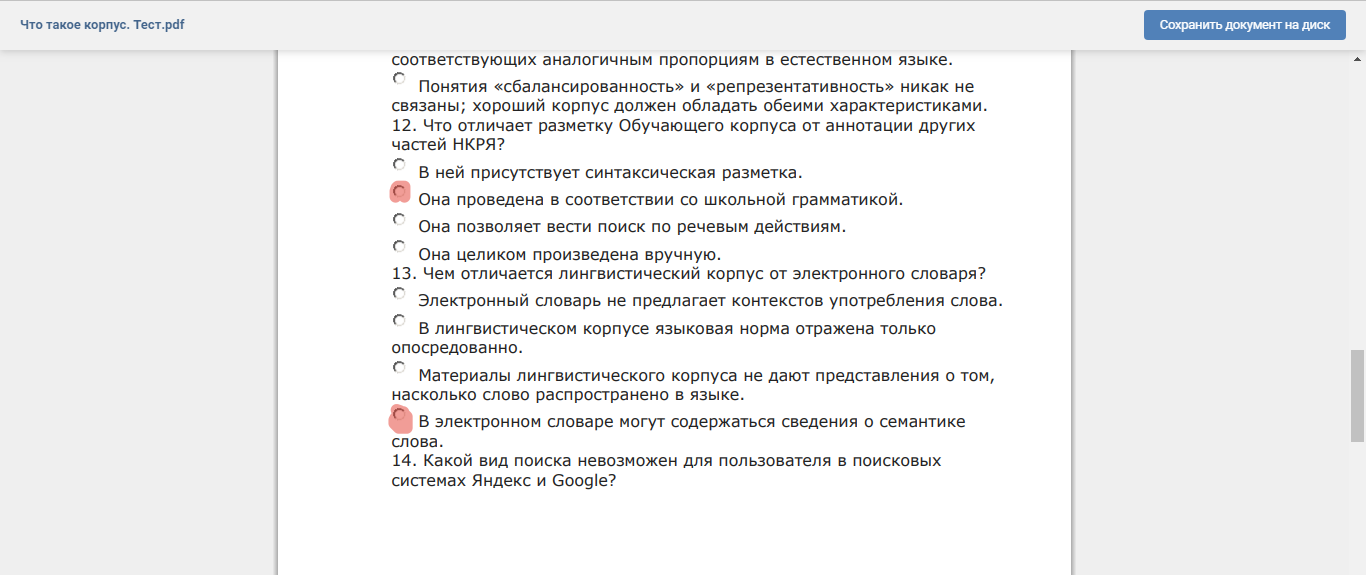 Что такое корпус. Тест.pdf
Сохранить документ на диск
соответствующих аналогичным пропорциям в естественном языке.
Понятия «сбалансированность» и «репрезентативность» никак не
связаны; хороший корпус должен обладать обеими характеристиками.
12. Что отличает разметку Обучающего корпуса от аннотации других
частей НКРЯ?
В ней присутствует синтаксическая разметка.
Она проведена в соответствии со школьной грамматикой.
Она позволяет вести поиск по речевым действиям.
Она целиком произведена вручную.
13. Чем отличается лингвистический корпус от электронного словаря?
Электронный словарь не предлагает контекстов употребления слова.
В лингвистическом корпусе языковая норма отражена только
опосредованно.
Материалы лингвистического корпуса не дают представления о том,
насколько слово распространено в языке.
В электронном словаре могут содержаться сведения о семантике
слова.
14. Какой вид поиска невозможен для пользователя в поисковых
системах Яндекс и Google?